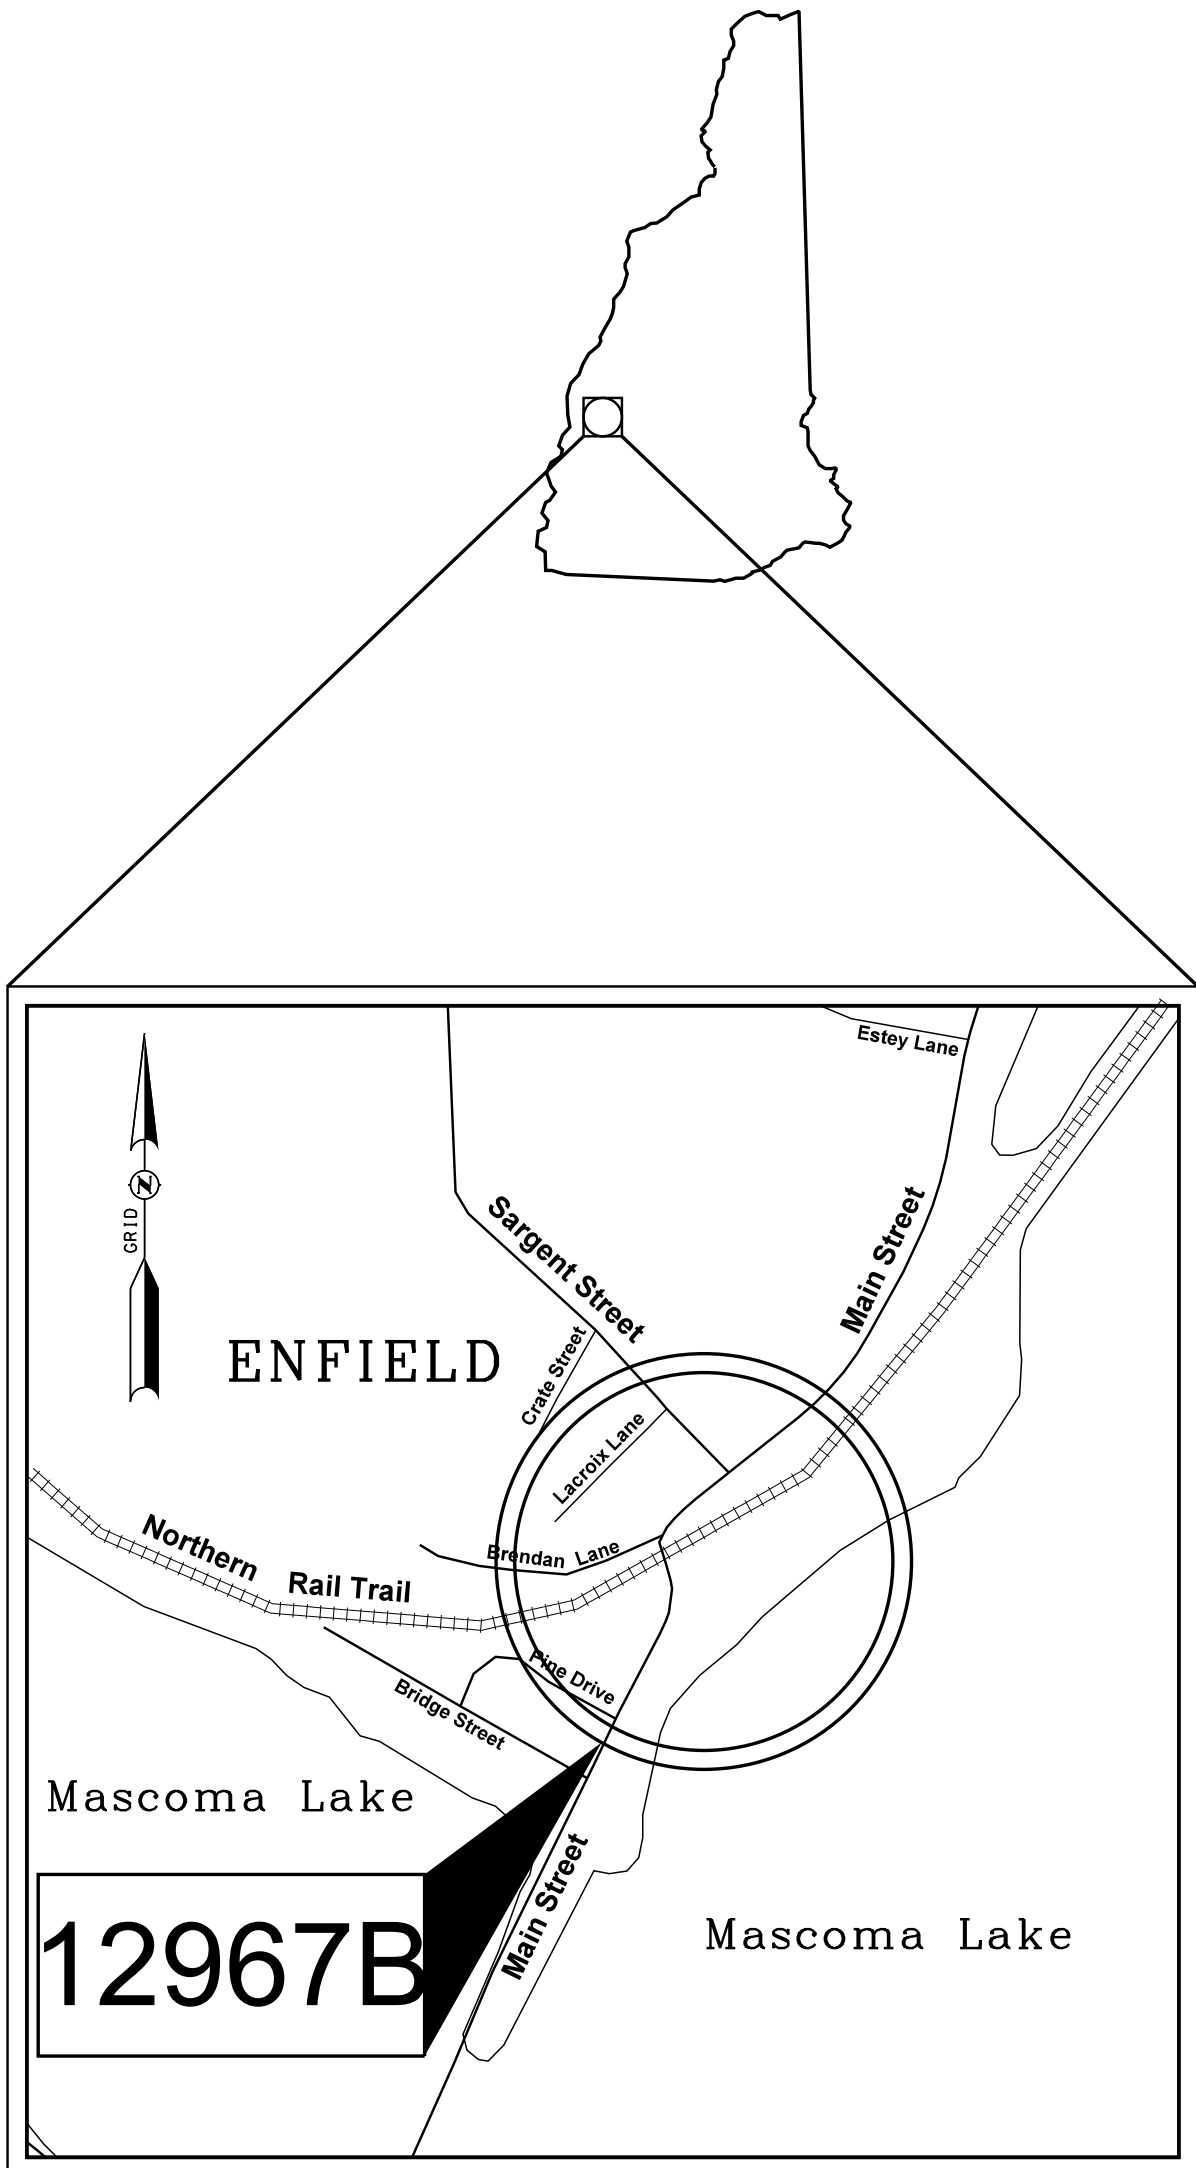 Estey Lane
N
GRID
Sargent Street
Main Street
ENFIELD
Crate Street
Lacroix Lane
Northern Rail Trail
Brendan Lane
Pine Drive
Bridge Street
Mascoma Lake
12967B
Main Street
Mascoma Lake